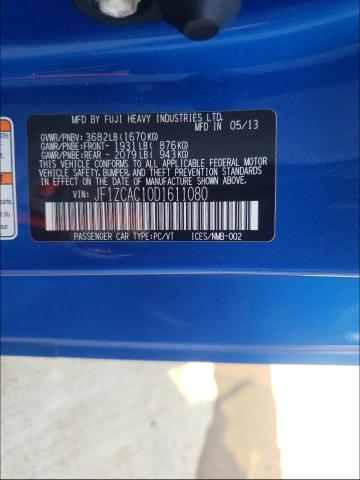 MFD BY FUJI HEAVY INDUSTRIES LTD.
MFD IN 05/13
GVWR/PNBV: 3682LB(1670KG)
GAWR/PNBE:FRONT- 1931LB( 876KG)
GAWR/PNBE:REAR - 2079LB( 943KG)
THIS VEHICLE CONFORMS TO ALL APPLICABLE FEDERAL MOTOR
VEHICLE SAFETY,BUMPER,AND THEFT PREVENTION STANDARDS
IN EFFECT ON THE DATE OF MANUFACTURE SHOWN ABOVE.
VIN: JF1ZCAC10D1611080
PASSENGER CAR TYPE:PC/VT ICES/NMB-002